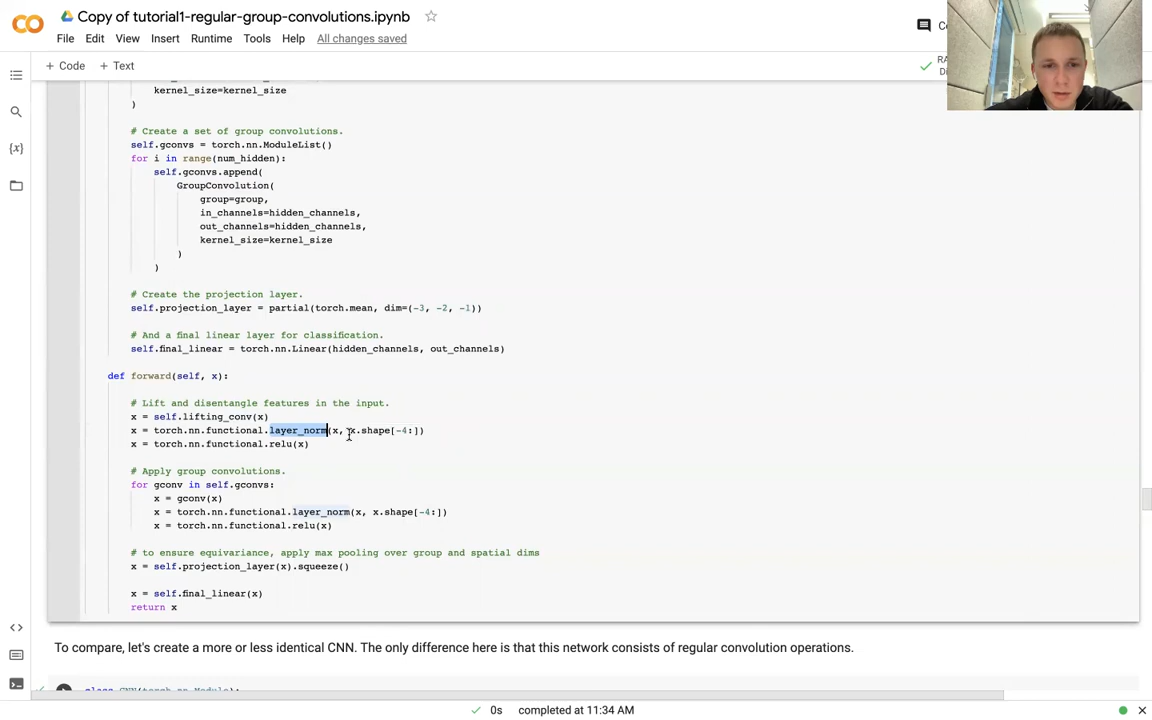 Copy of tutorial1-regular-group-convolutions.ipynb
File Edit View Insert Runtime Tools Help All changes saved
+ Code + Text
kernel_size=kernel_size
)
# Create a set of group convolutions.
self.gconvs = torch.nn.ModuleList()
for i in range(num_hidden):
self.gconvs.append(
GroupConvolution(
group=group,
in_channels=hidden_channels,
out_channels=hidden_channels,
kernel_size=kernel_size
)
)
# Create the projection layer.
self.projection_layer = partial(torch.mean, dim=(-3, -2, -1))
# And a final linear layer for classification.
self.final_linear = torch.nn.Linear(hidden_channels, out_channels)
def forward(self, x):
# Lift and disentangle features in the input.
x = self.lifting_conv(x)
x = torch.nn.functional.layer_norm(x, x.shape[-4:])
x = torch.nn.functional.relu(x)
# Apply group convolutions.
for gconv in self.gconvs:
x = gconv(x)
x = torch.nn.functional.layer_norm(x, x.shape[-4:])
x = torch.nn.functional.relu(x)
# to ensure equivariance, apply max pooling over group and spatial dims
x = self.projection_layer(x).squeeze()
x = self.final_linear(x)
return x
To compare, let's create a more or less identical CNN. The only difference here is that this network consists of regular convolution operations.
class CNN(torch.nn.Module):
0s completed at 11:34 AM